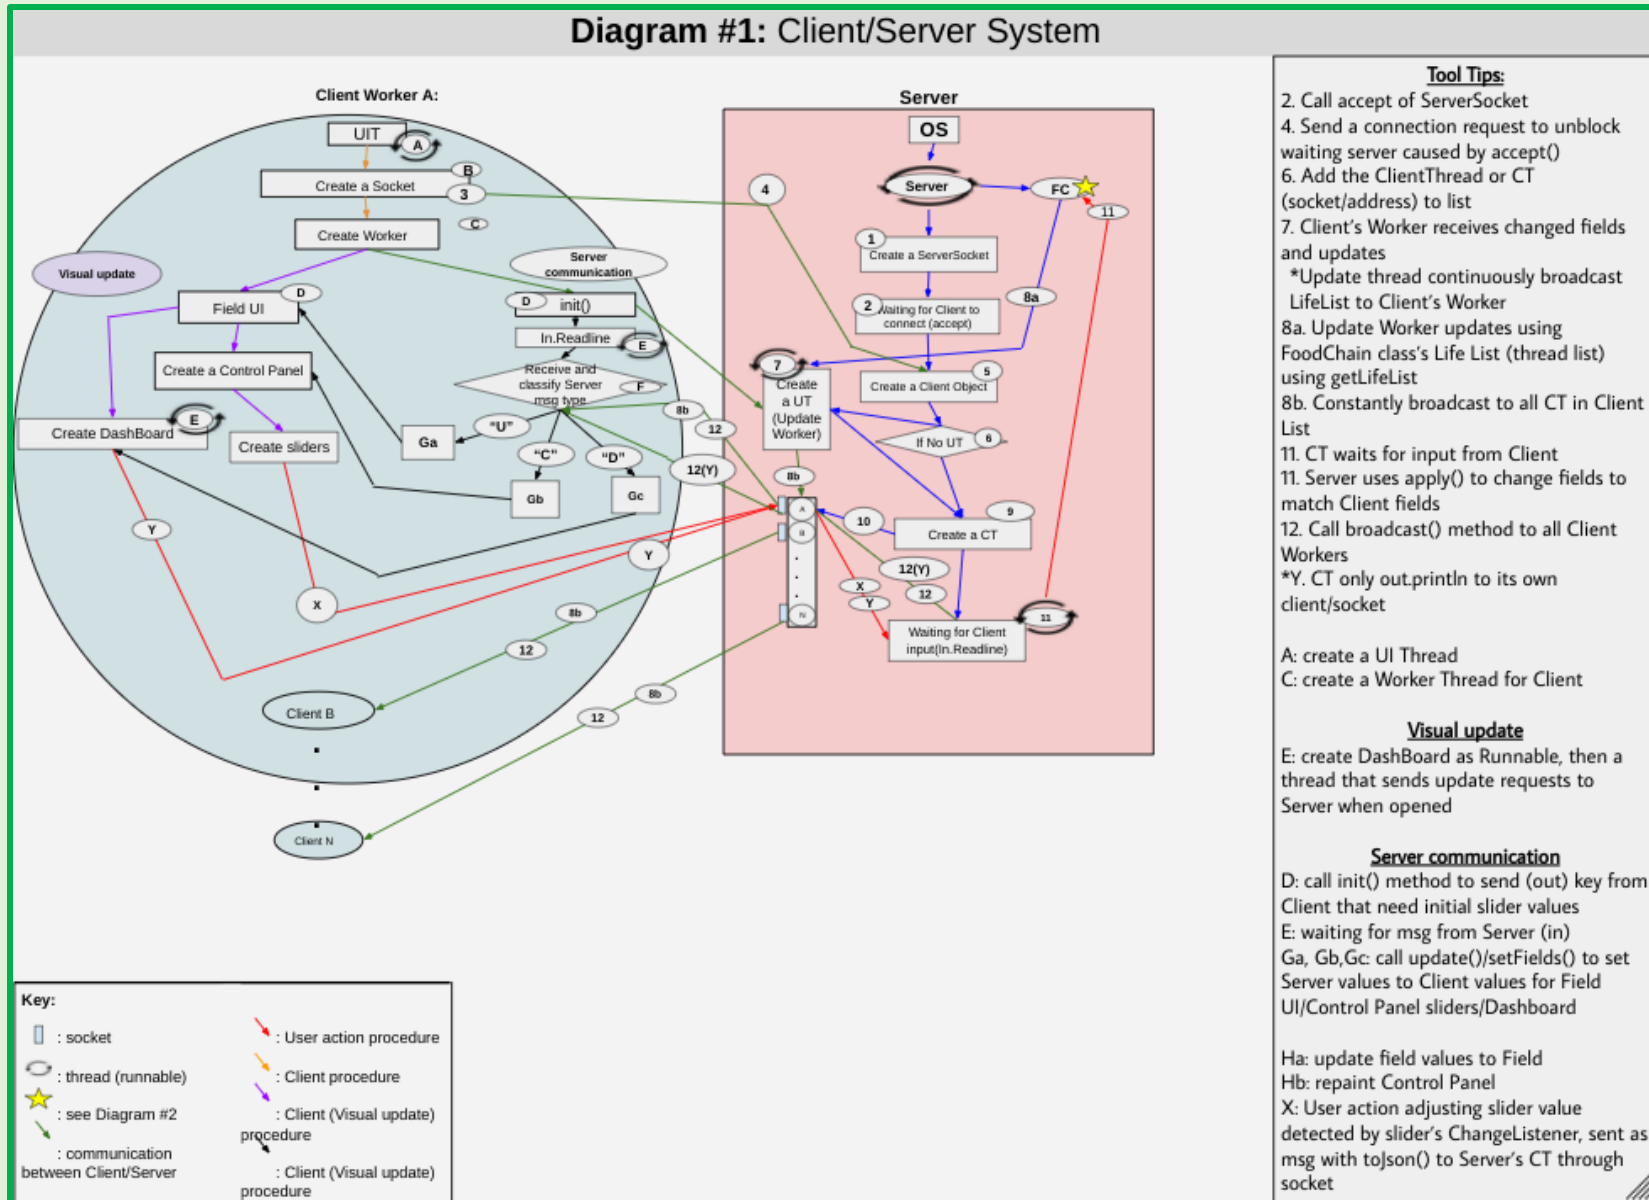 Diagram #1: Client/Server System
Client Worker A:
UIT
A
Create a Socket
B
3
Create Worker
C
Visual update
Server
communication
Field UI
D
D
init()
In.Readline
E
Create a Control Panel
Receive and
classify Server
msg type
F
Create DashBoard
E
Create sliders
Ga
"U"
"C"
"D"
Gb
Gc
8b
12
12(Y)
Y
Y
X
8b
12
Client B
8b
12
Client N
Server
OS
Server
FC
11
4
1
Create a ServerSocket
2
Waiting for Client to
connect (accept)
8a
7
Create
a UT
(Update
Worker)
5
Create a Client Object
If No UT
6
8b
A
B
N
10
9
Create a CT
12(Y)
12
X
Y
11
Waiting for Client
input(In.Readline)
Tool Tips:
2. Call accept of ServerSocket
4. Send a connection request to unblock
waiting server caused by accept()
6. Add the ClientThread or CT
(socket/address) to list
7. Client's Worker receives changed fields
and updates
*Update thread continuously broadcast
LifeList to Client's Worker
8a. Update Worker updates using
FoodChain class's Life List (thread list)
using getLifeList
8b. Constantly broadcast to all CT in Client
List
11. CT waits for input from Client
11. Server uses apply() to change fields to
match Client fields
12. Call broadcast() method to all Client
Workers
*Y. CT only out.println to its own
client/socket
A: create a UI Thread
C: create a Worker Thread for Client
Visual update
E: create DashBoard as Runnable, then a
thread that sends update requests to
Server when opened
Server communication
D: call init() method to send (out) key from
Client that need initial slider values
E: waiting for msg from Server (in)
Ga, Gb,Gc: call update()/setFields() to set
Server values to Client values for Field
UI/Control Panel sliders/Dashboard
Ha: update field values to Field
Hb: repaint Control Panel
X: User action adjusting slider value
detected by slider's ChangeListener, sent as
msg with toJson() to Server's CT through
socket
Key:
: socket
: thread (runnable)
: see Diagram #2
: communication
between Client/Server
: User action procedure
: Client procedure
: Client (Visual update)
procedure
: Client (Visual update)
procedure